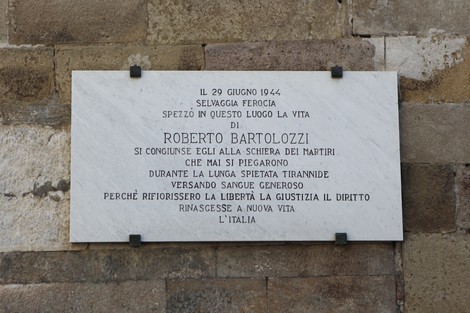 IL 29 GIUGNO 1944
SELVAGGIA FEROCIA
SPEZZÒ IN QUESTO LUOGO LA VITA
DI
ROBERTO BARTOLOZZI
SI CONGIUNSE EGLI ALLA SCHIERA DEI MARTIRI
CHE MAI SI PIEGARONO
DURANTE LA LUNGA SPIETATA TIRANNIDE
VERSANDO SANGUE GENEROSO
PERCHÈ RIFIORISSERO LA LIBERTÀ LA GIUSTIZIA IL DIRITTO
RINASCESSE A NUOVA VITA
L'ITALIA